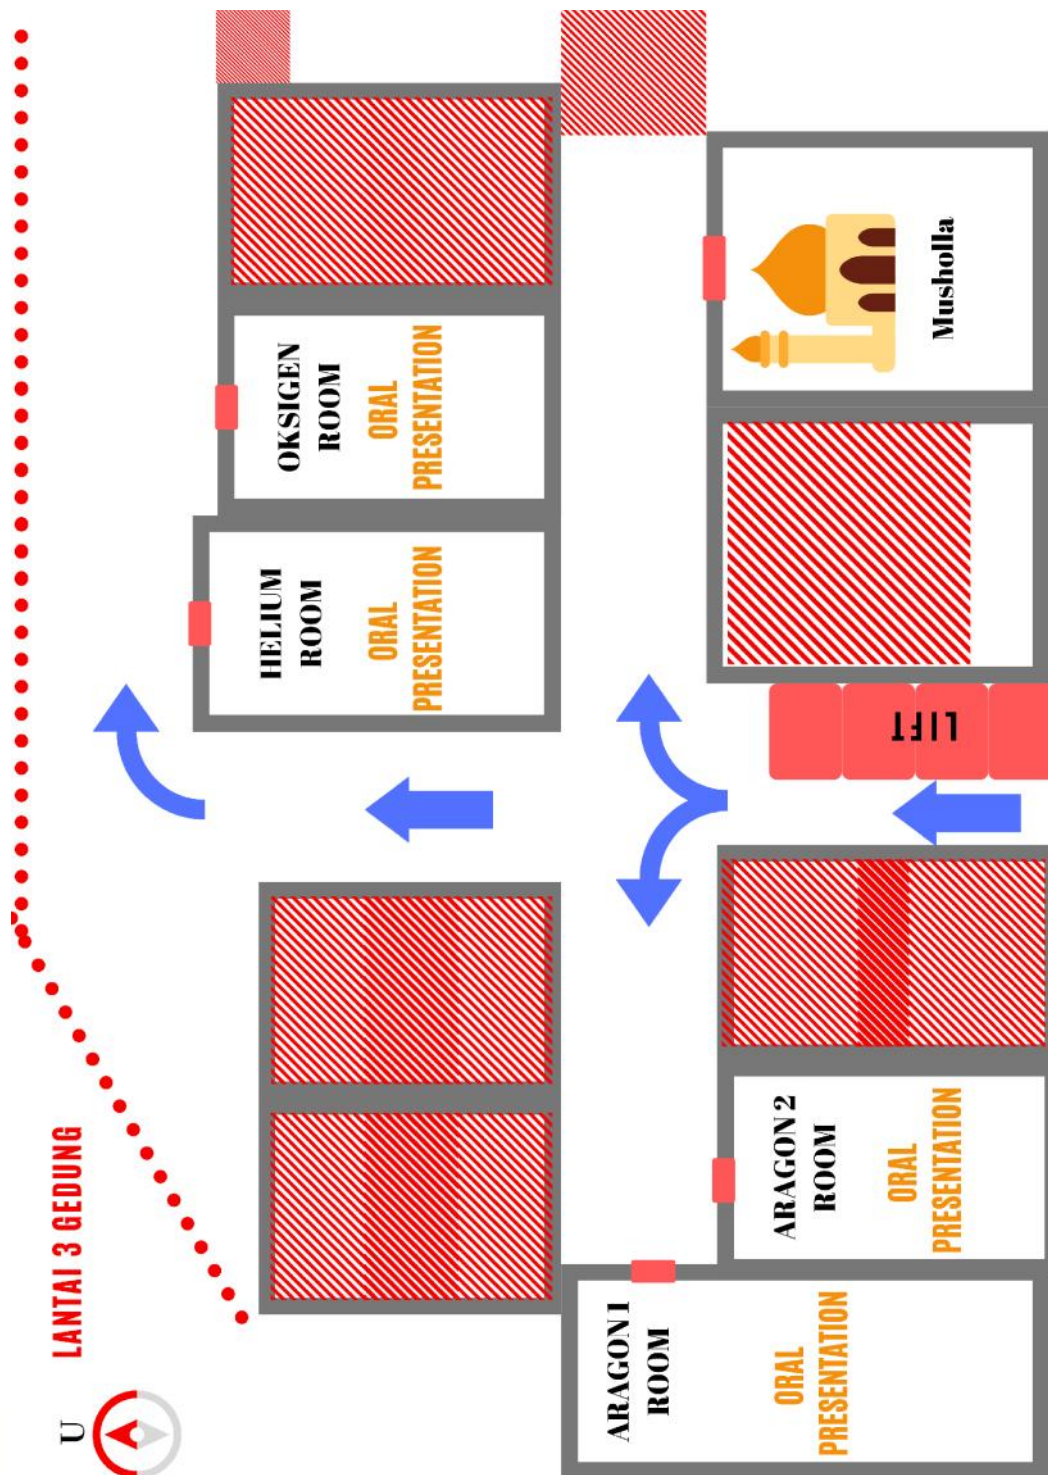 LANTAI 3 GEDUNG
U
OKSIGEN
ROOM
ORAL
PRESENTATION
HELIUM
ROOM
ORAL
PRESENTATION
Musholla
LIFT
ARAGON 2
ROOM
ORAL
PRESENTATION
ARAGON 1
ROOM
ORAL
PRESENTATION